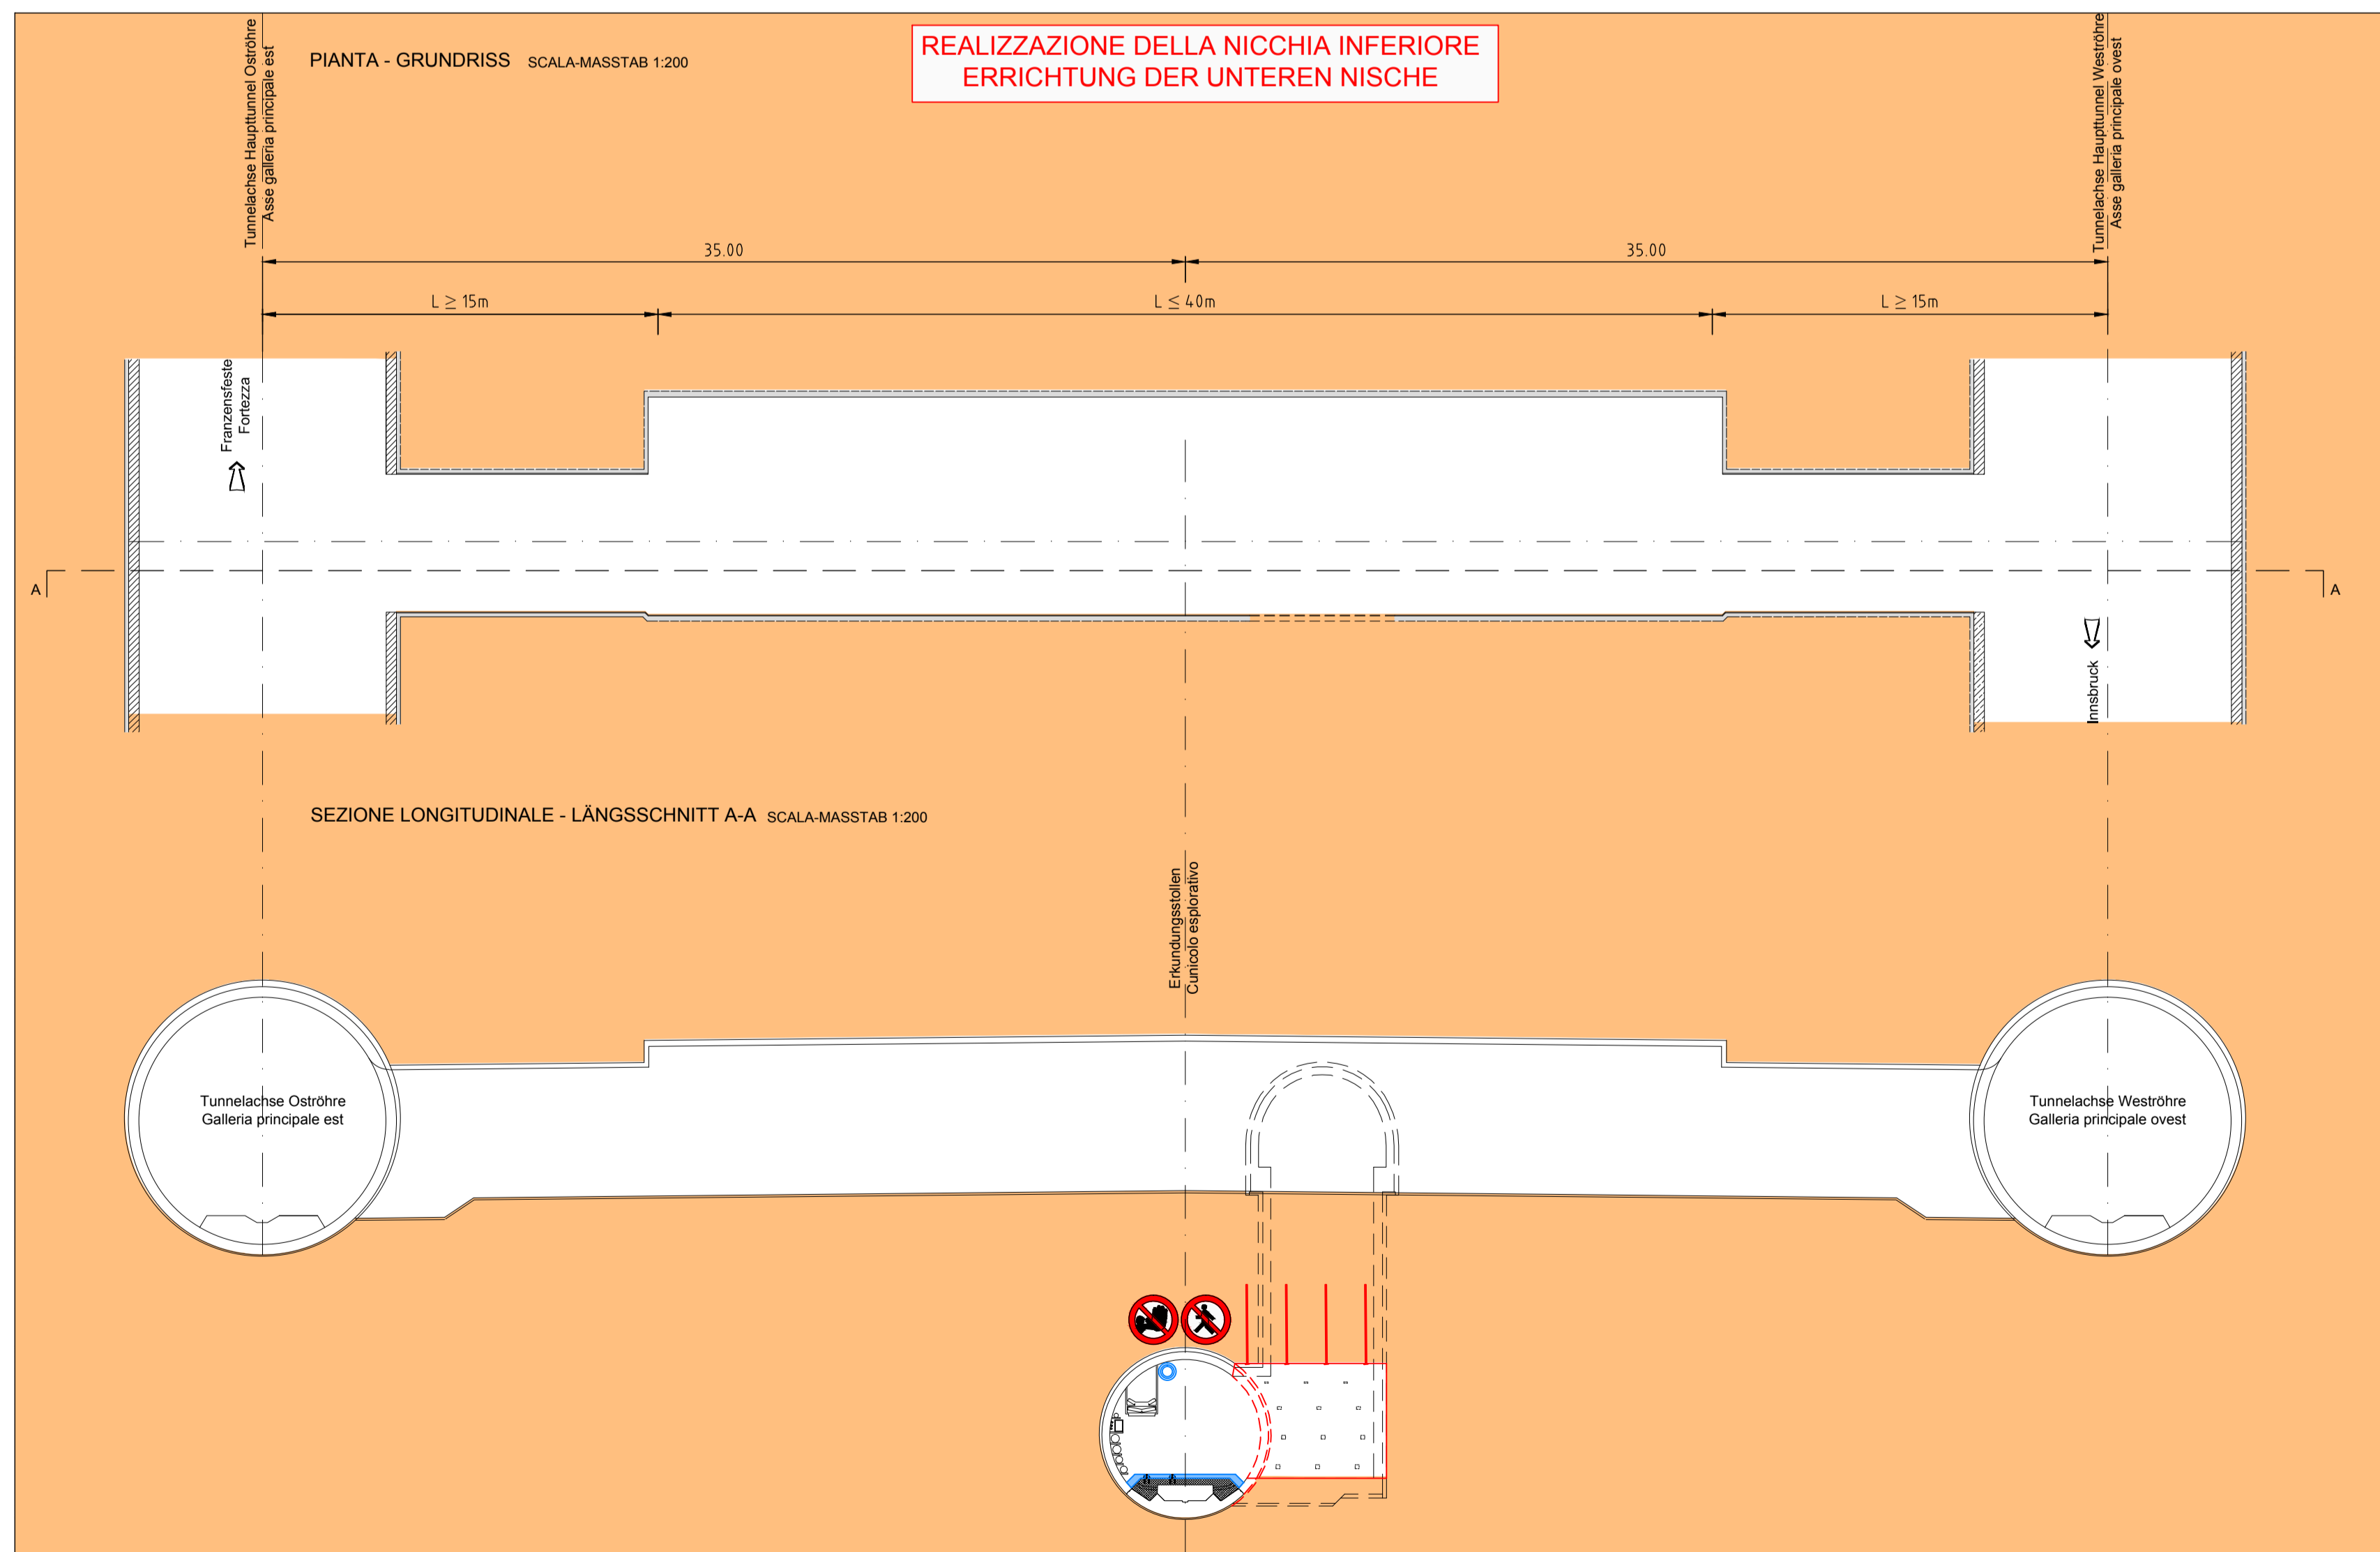 REALIZZAZIONE DELLA NICCHIA INFERIORE
ERRICHTUNG DER UNTEREN NISCHE
PIANTA - GRUNDRISS SCALA-MASSTAB 1:200
Tunnelachse Haupttunnel Oströhre
Asse galleria principale est
Tunnelachse Haupttunnel Weströhre
Asse galleria principale ovest
35.00
35.00
L ≥ 15m
L ≤ 40m
L ≥ 15m
Franzensfeste
Fortezza
A
A
Innsbruck
SEZIONE LONGITUDINALE - LÄNGSSCHNITT A-A SCALA-MASSTAB 1:200
Erkundungsstollen
Cunicolo esplorativo
Tunnelachse Oströhre
Galleria principale est
Tunnelachse Weströhre
Galleria principale ovest